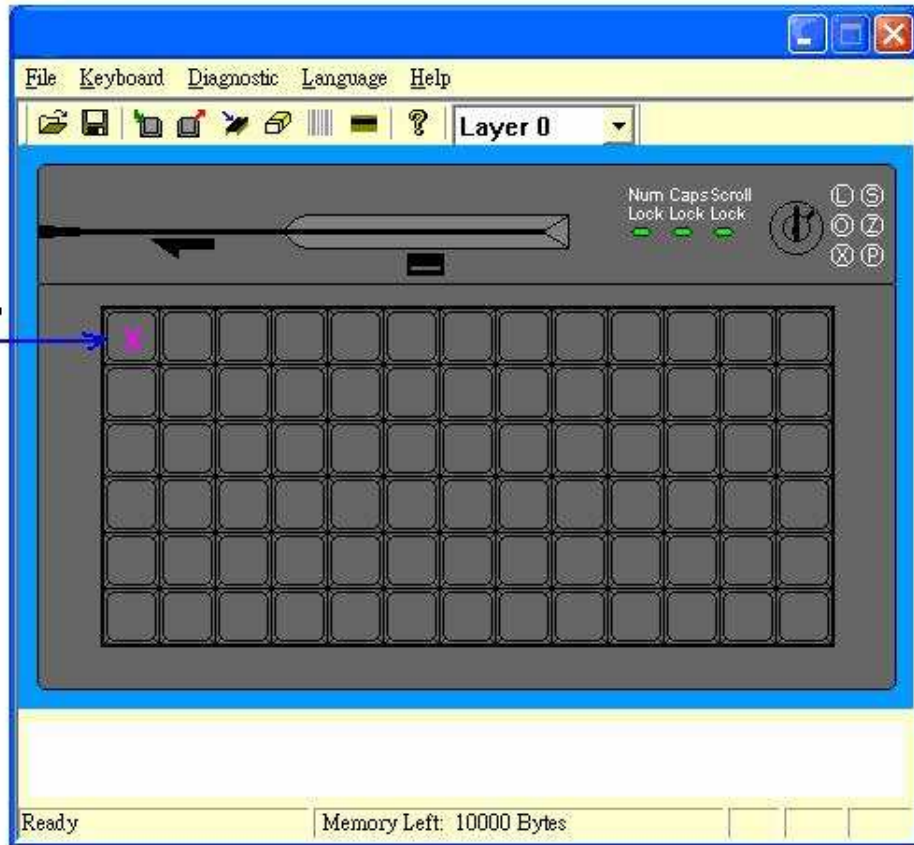 File Keyboard Diagnostic Language Help
Layer 0
Num Caps Scroll
Lock Lock Lock
L S
O Z
X P
X
Ready Memory Left: 10000 Bytes